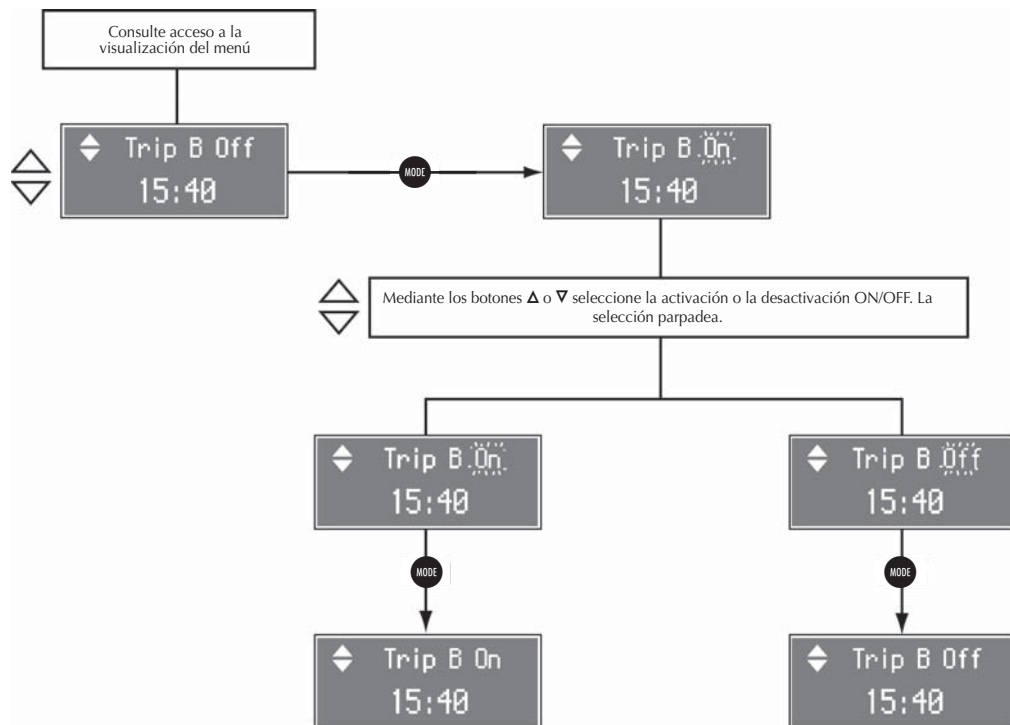 Consulte acceso a la
visualización del menú
Trip B Off
15:40
MODE
Trip B On
15:40
Mediante los botones Δ o ∇ seleccione la activación o la desactivación ON/OFF. La
selección parpadea.
Trip B On
15:40
Trip B Off
15:40
MODE
MODE
Trip B On
15:40
Trip B Off
15:40